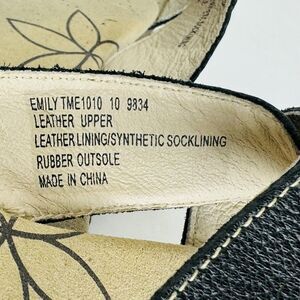 EMILY TME1010 10 9834
LEATHER UPPER
LEATHER LINING/SYNTHETIC SOCKLINING
RUBBER OUTSOLE
MADE IN CHINA